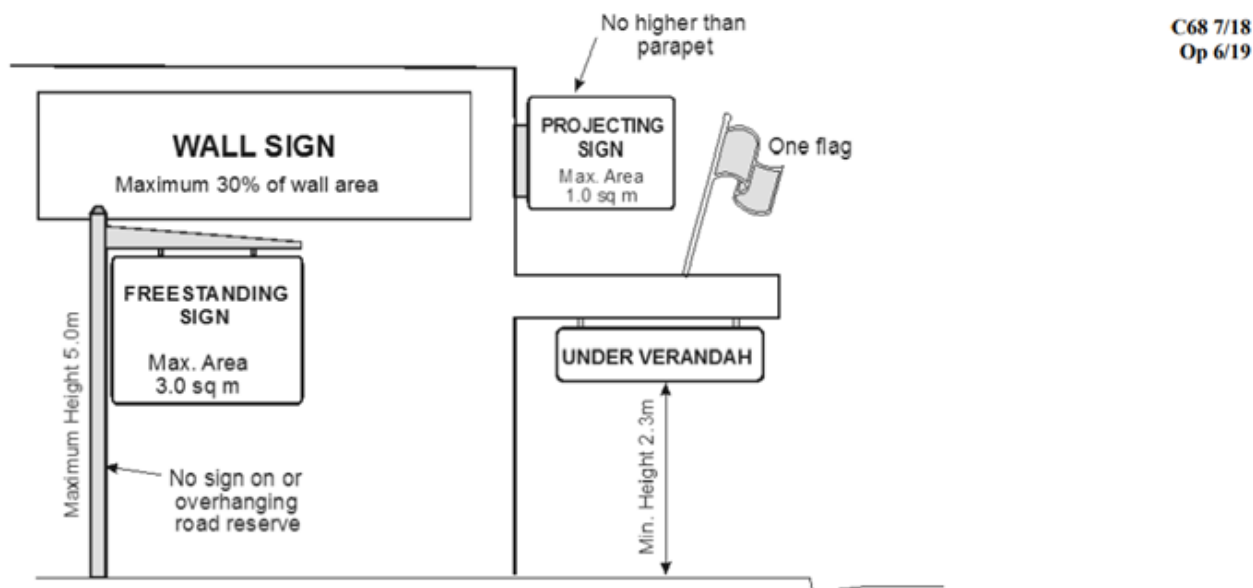 C68 7/18
Op 6/19
No higher than
parapet
WALL SIGN
Maximum 30% of wall area
PROJECTING
SIGN
Max. Area
1.0 sq m
One flag
FREESTANDING
SIGN
Max. Area
3.0 sq m
Maximum Height 5.0m
UNDER VERANDAH
Min. Height 2.3m
No sign on or
overhanging
road reserve